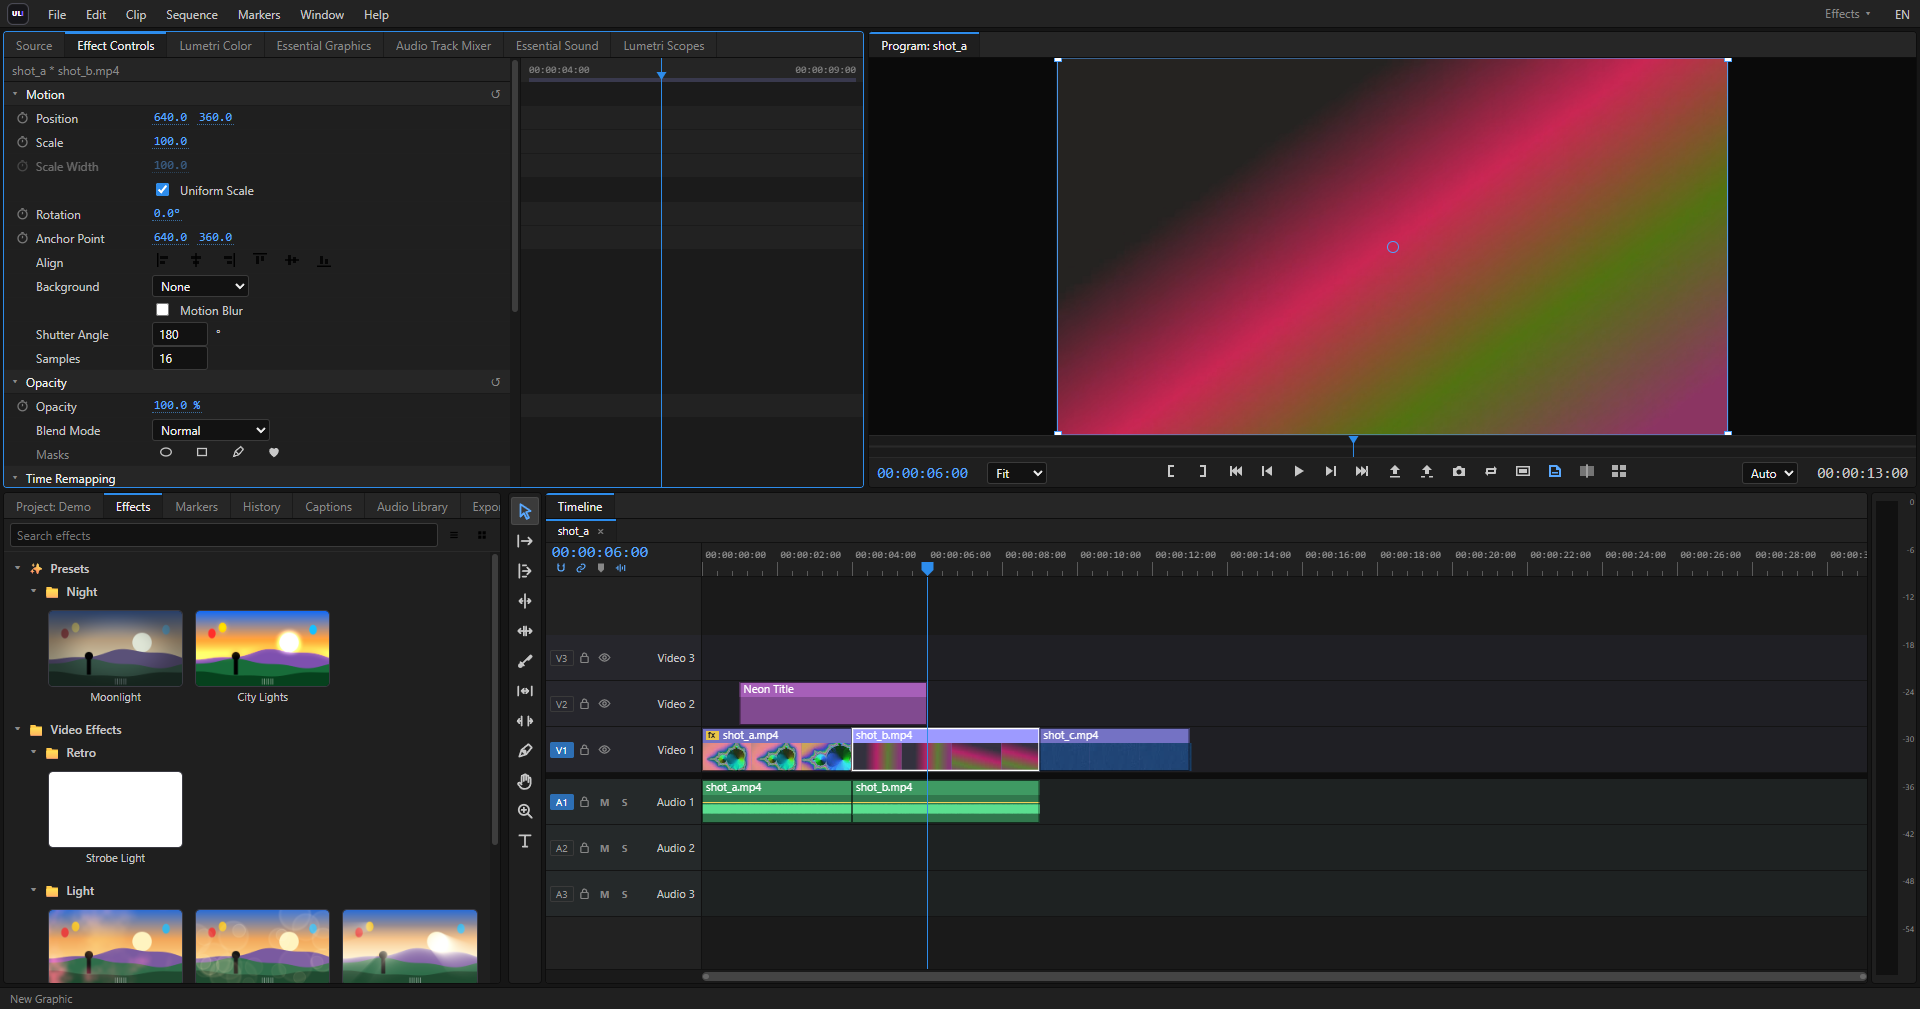 UL
File Edit Clip Sequence Markers Window Help Effects EN
Source Effect Controls Lumetri Color Essential Graphics Audio Track Mixer Essential Sound Lumetri Scopes
Program: shot_a
shot_a * shot_b.mp4
00:00:04:00 00:00:09:00
Motion
Position 640.0 360.0
Scale 100.0
Scale Width 100.0
Uniform Scale
Rotation 0.0°
Anchor Point 640.0 360.0
Align
Background None
Motion Blur
Shutter Angle 180 °
Samples 16
Opacity
Opacity 100.0 %
Blend Mode Normal
Masks
Time Remapping
00:00:06:00 Fit Auto 00:00:13:00
Project: Demo Effects Markers History Captions Audio Library Expo
Search effects
Presets
Night
Moonlight City Lights
Video Effects
Retro
Strobe Light
Light
Timeline
shot_a ×
00:00:06:00
00:00:00:00 00:00:02:00 00:00:04:00 00:00:06:00 00:00:08:00 00:00:10:00 00:00:12:00 00:00:14:00 00:00:16:00 00:00:18:00 00:00:20:00 00:00:22:00 00:00:24:00 00:00:26:00 00:00:28:00 00:00:3
V3 Video 3
V2 Video 2 Neon Title
V1 Video 1 fx shot_a.mp4 shot_b.mp4 shot_c.mp4
A1 M S Audio 1 shot_a.mp4 shot_b.mp4
A2 M S Audio 2
A3 M S Audio 3
0
-6
-12
-18
-24
-30
-36
-42
-48
-54
New Graphic